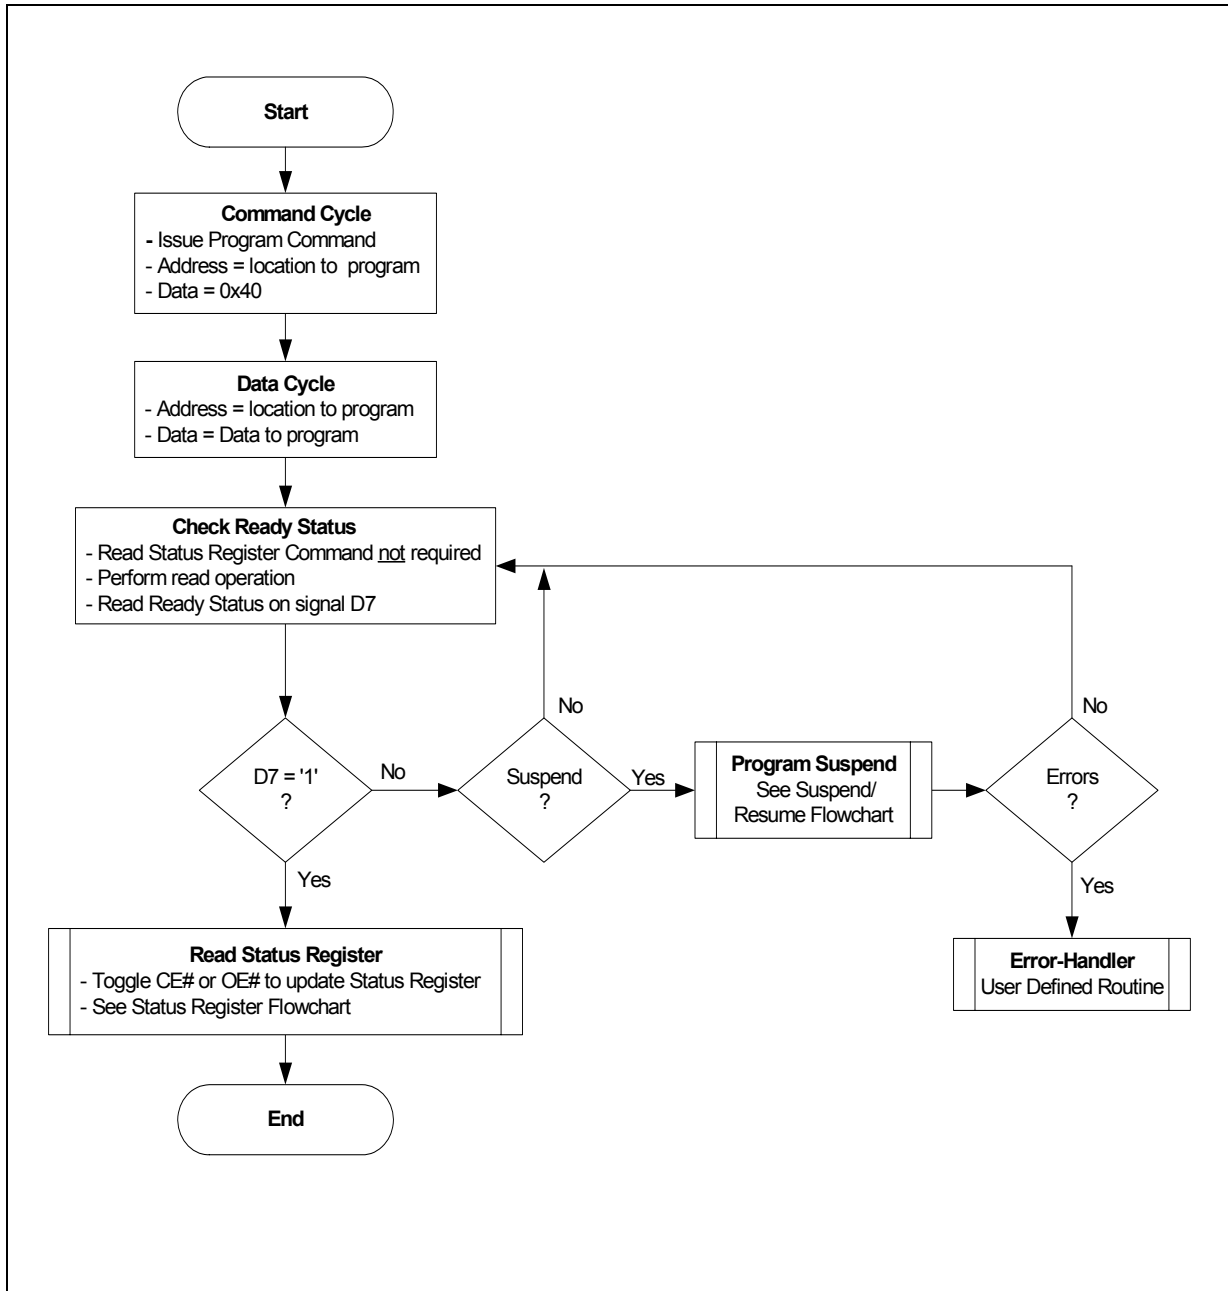 Start
Command Cycle
- Issue Program Command
- Address = location to program
- Data = 0x40
Data Cycle
- Address = location to program
- Data = Data to program
Check Ready Status
- Read Status Register Command not required
- Perform read operation
- Read Ready Status on signal D7
D7 = '1'
?
No
Suspend
?
No
Yes
Program Suspend
See Suspend/
Resume Flowchart
Errors
?
No
Yes
Error-Handler
User Defined Routine
Yes
Read Status Register
- Toggle CE# or OE# to update Status Register
- See Status Register Flowchart
End